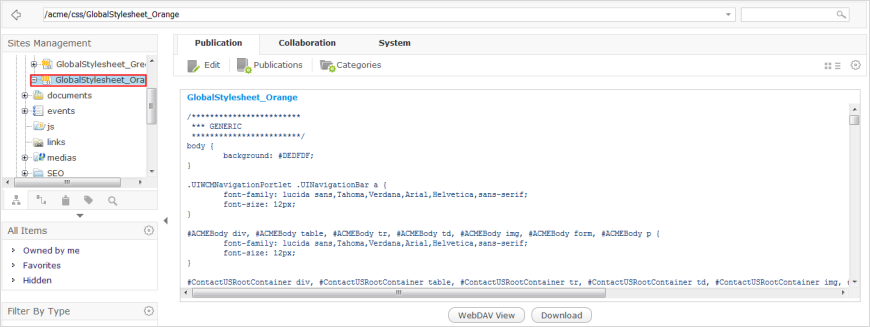 /acme/css/GlobalStylesheet_Orange
Sites Management
GlobalStylesheet_Gre
GlobalStylesheet_Ora
documents
events
js
links
medias
SEO
All Items
Owned by me
Favorites
Hidden
Filter By Type
Publication Collaboration System
Edit Publications Categories
GlobalStylesheet_Orange
/************************
*** GENERIC
************************/
body {
background: #DEDFDF;
}
.UIWCMNavigationPortlet .UINavigationBar a {
font-family: lucida sans,Tahoma,Verdana,Arial,Helvetica,sans-serif;
font-size: 12px;
}
#ACMEBody div, #ACMEBody table, #ACMEBody tr, #ACMEBody td, #ACMEBody img, #ACMEBody form, #ACMEBody p {
font-family: lucida sans,Tahoma,Verdana,Arial,Helvetica,sans-serif;
font-size: 12px;
}
#ContactUSRootContainer div, #ContactUSRootContainer table, #ContactUSRootContainer tr, #ContactUSRootContainer td, #ContactUSRootContainer img,
WebDAV View Download